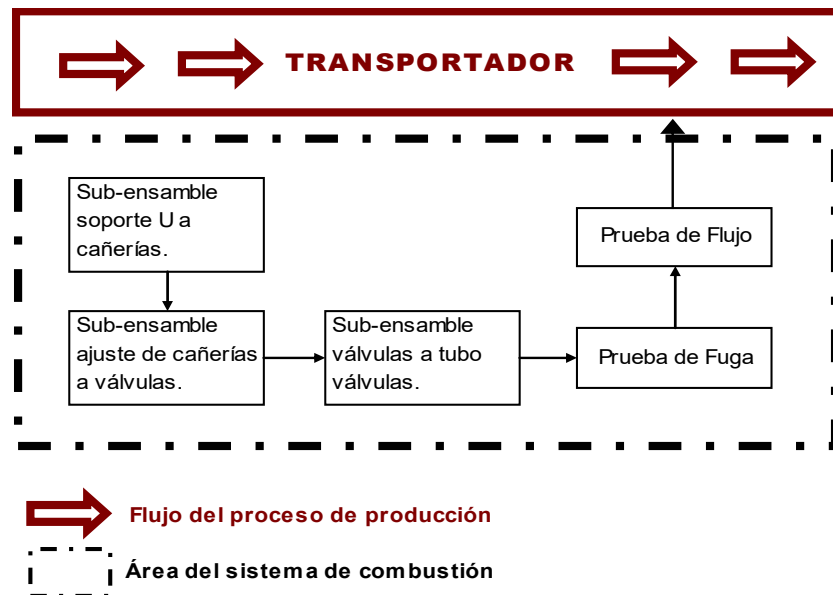 TRANSPORTADOR
Sub-ensamble
soporte U a
cañerías.
Sub-ensamble
ajuste de cañerías
a válvulas.
Sub-ensamble
válvulas a tubo
válvulas.
Prueba de Fuga
Prueba de Flujo
Flujo del proceso de producción
Área del sistema de combustión